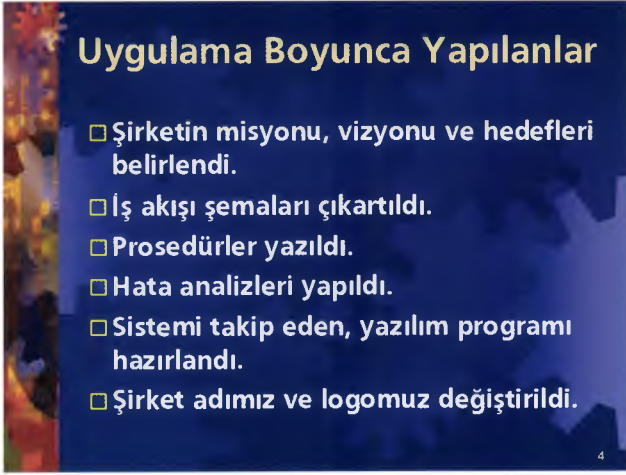 Uygulama Boyunca Yapılanlar
Şirketin misyonu, vizyonu ve hedefleri
belirlendi.
İş akışı şemaları çıkartıldı.
Prosedürler yazıldı.
Hata analizleri yapıldı.
Sistemi takip eden, yazılım programı
hazırlandı.
Şirket adımız ve logomuz değiştirildi.
4